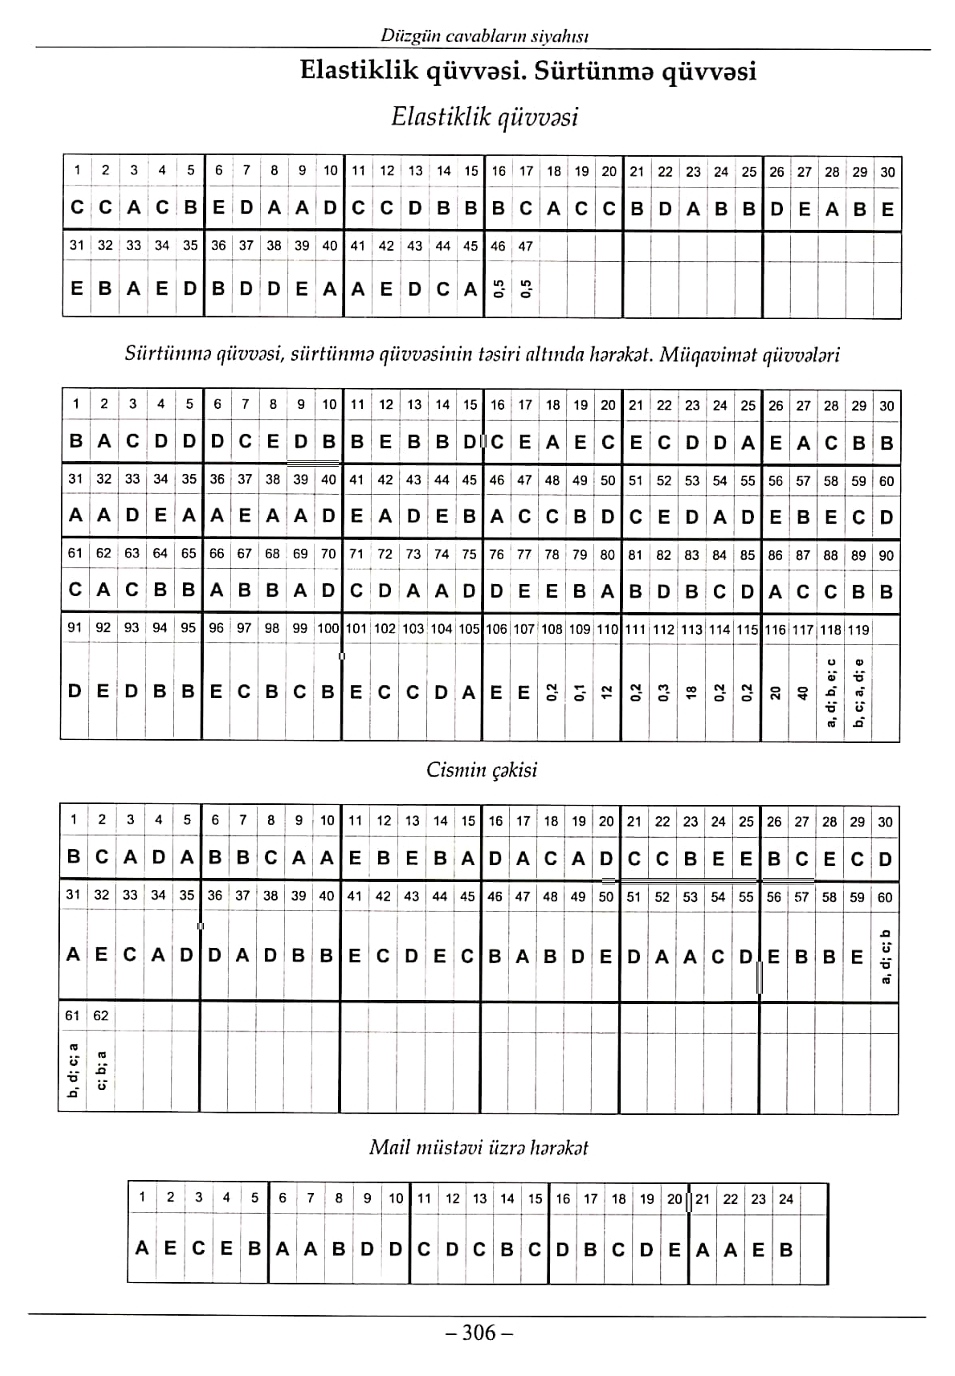 Düzgün cavabların siyahısı
Elastiklik qüvvəsi. Sürtünmə qüvvəsi
Elastiklik qüvvəsi
1 2 3 4 5 6 7 8 9 10 11 12 13 14 15 16 17 18 19 20 21 22 23 24 25 26 27 28 29 30
C C A C B E D A A D C C D B B B C A C C B D A B B D E A B E
31 32 33 34 35 36 37 38 39 40 41 42 43 44 45 46 47
E B A E D B D D E A A E D C A 0,5 0,5
Sürtünmə qüvvəsi, sürtünmə qüvvəsinin təsiri altında hərəkət. Müqavimət qüvvələri
1 2 3 4 5 6 7 8 9 10 11 12 13 14 15 16 17 18 19 20 21 22 23 24 25 26 27 28 29 30
B A C D D D C E D B B E B B D C E A E C E C D D A E A C B B
31 32 33 34 35 36 37 38 39 40 41 42 43 44 45 46 47 48 49 50 51 52 53 54 55 56 57 58 59 60
A A D E A A E A A D E A D E B A C C B D C E D A D E B E C D
61 62 63 64 65 66 67 68 69 70 71 72 73 74 75 76 77 78 79 80 81 82 83 84 85 86 87 88 89 90
C A C B B A B B A D C D A A D D E E B A B D B C D A C C B B
91 92 93 94 95 96 97 98 99 100 101 102 103 104 105 106 107 108 109 110 111 112 113 114 115 116 117 118 119
D E D B B E C B C B E C C D A E E 0,2 0,1 12 0,2 0,3 18 0,2 0,2 20 40 a, d; b, e; c b, c; a, d; e
Cismin çəkisi
1 2 3 4 5 6 7 8 9 10 11 12 13 14 15 16 17 18 19 20 21 22 23 24 25 26 27 28 29 30
B C A D A B B C A A E B E B A D A C A D C C B E E B C E C D
31 32 33 34 35 36 37 38 39 40 41 42 43 44 45 46 47 48 49 50 51 52 53 54 55 56 57 58 59 60
A E C A D D A D B B E C D E C B A B D E D A A C D E B B E a, d; c; b
61 62
b, d; c; a c; b; a
Mail müstəvi üzrə hərəkət
1 2 3 4 5 6 7 8 9 10 11 12 13 14 15 16 17 18 19 20 21 22 23 24
A E C E B A A B D D C D C B C D B C D E A A E B
– 306 –